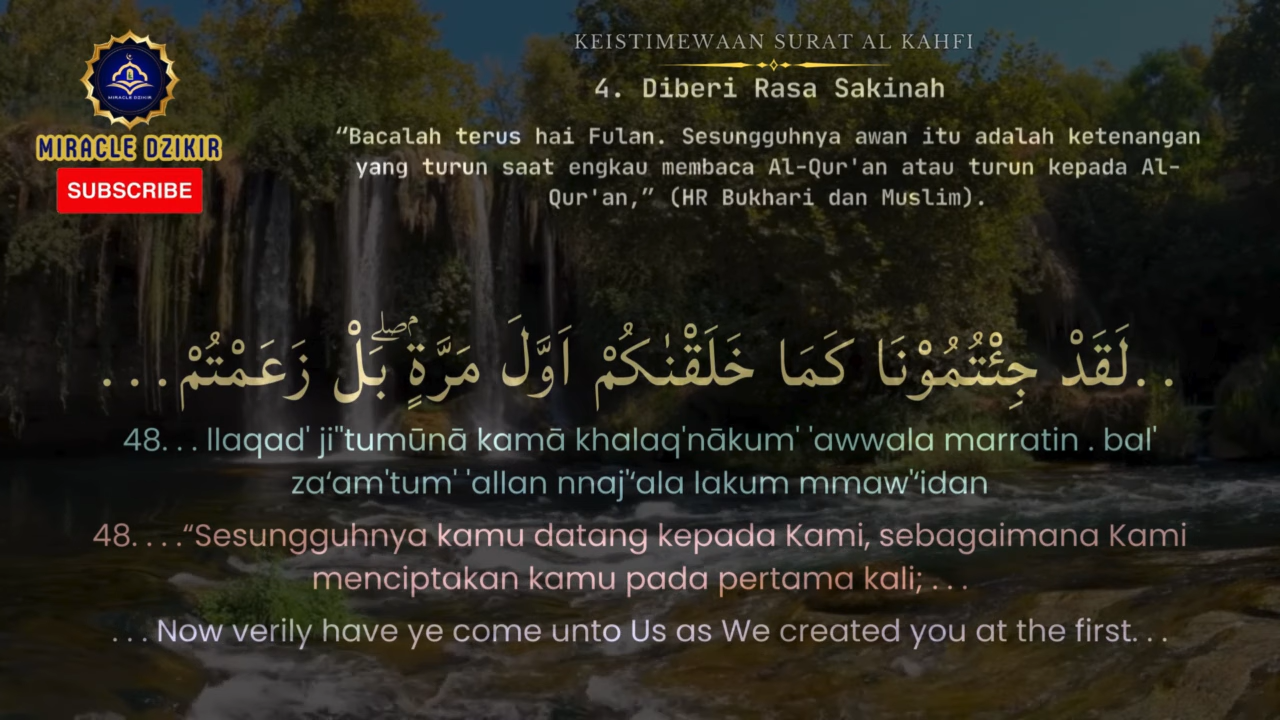 KEISTIMEWAAN SURAT AL KAHFI
4. Diberi Rasa Sakinah
MIRACLE DZIKIR
MIRACLE DZIKIR
SUBSCRIBE
“Bacalah terus hai Fulan. Sesungguhnya awan itu adalah ketenangan
yang turun saat engkau membaca Al-Qur'an atau turun kepada Al-
Qur'an,” (HR Bukhari dan Muslim).
. .لَقَدْ جِئْتُمُوْنَا كَمَا خَلَقْنٰكُمْ اَوَّلَ مَرَّةٍۢ ۖبَلْ زَعَمْتُمْ. . .
48. . . llaqad' ji"tumūnā kamā khalaq'nākum' 'awwala marratin . bal'
za‘am'tum' 'allan nnaj'‘ala lakum mmaw'‘idan
48. . . .“Sesungguhnya kamu datang kepada Kami, sebagaimana Kami
menciptakan kamu pada pertama kali; . . .
. . . Now verily have ye come unto Us as We created you at the first. . .